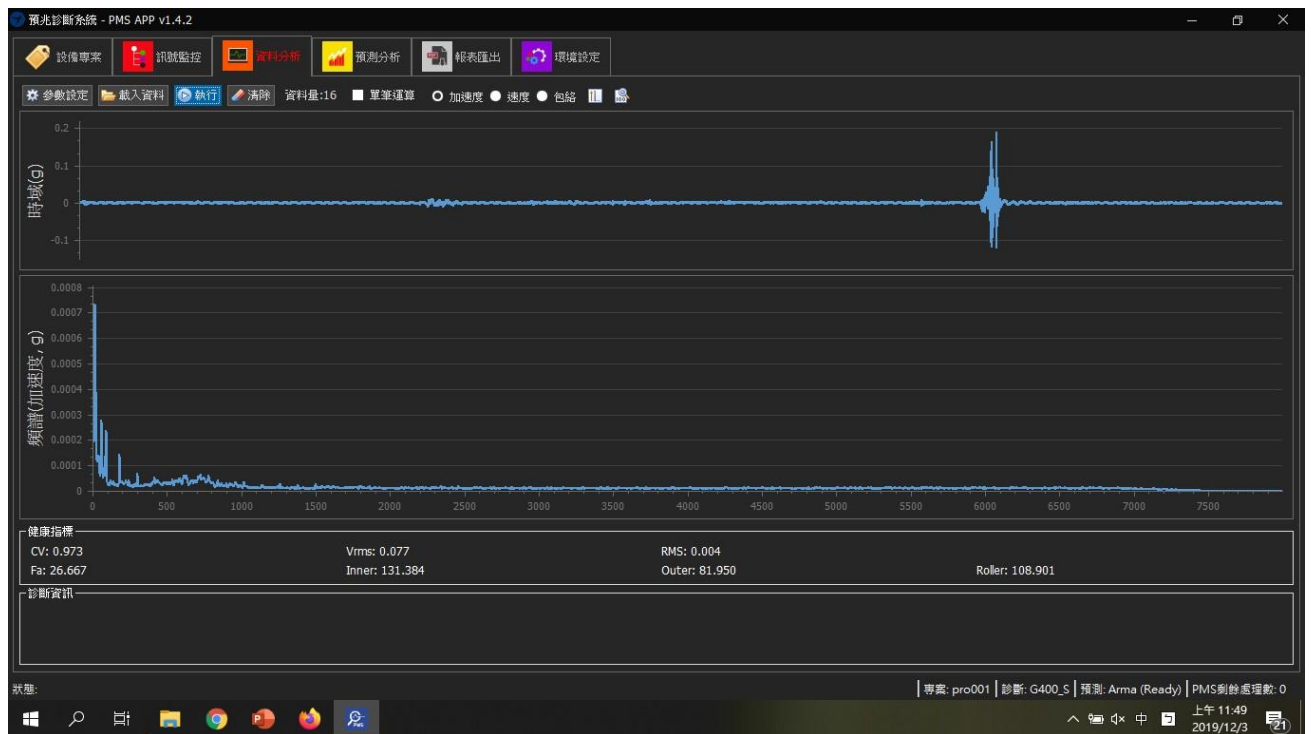 預兆診斷系統 - PMS APP v1.4.2
設備專案 訊號監控 資料分析 預測分析 報表匯出 環境設定
參數設定 載入資料 執行 清除 資料量:16 單筆運算 加速度 速度 包絡
時域(g)
0.2
0.1
0
-0.1
頻譜(加速度, g)
0.0008
0.0007
0.0006
0.0005
0.0004
0.0003
0.0002
0.0001
0
0 500 1000 1500 2000 2500 3000 3500 4000 4500 5000 5500 6000 6500 7000 7500
健康指標
CV: 0.973 Vrms: 0.077 RMS: 0.004
Fa: 26.667 Inner: 131.384 Outer: 81.950 Roller: 108.901
診斷資訊
狀態: 專案: pro001 診斷: G400_S 預測: Arma (Ready) PMS剩餘處理數: 0
中 上午 11:49
2019/12/3 21